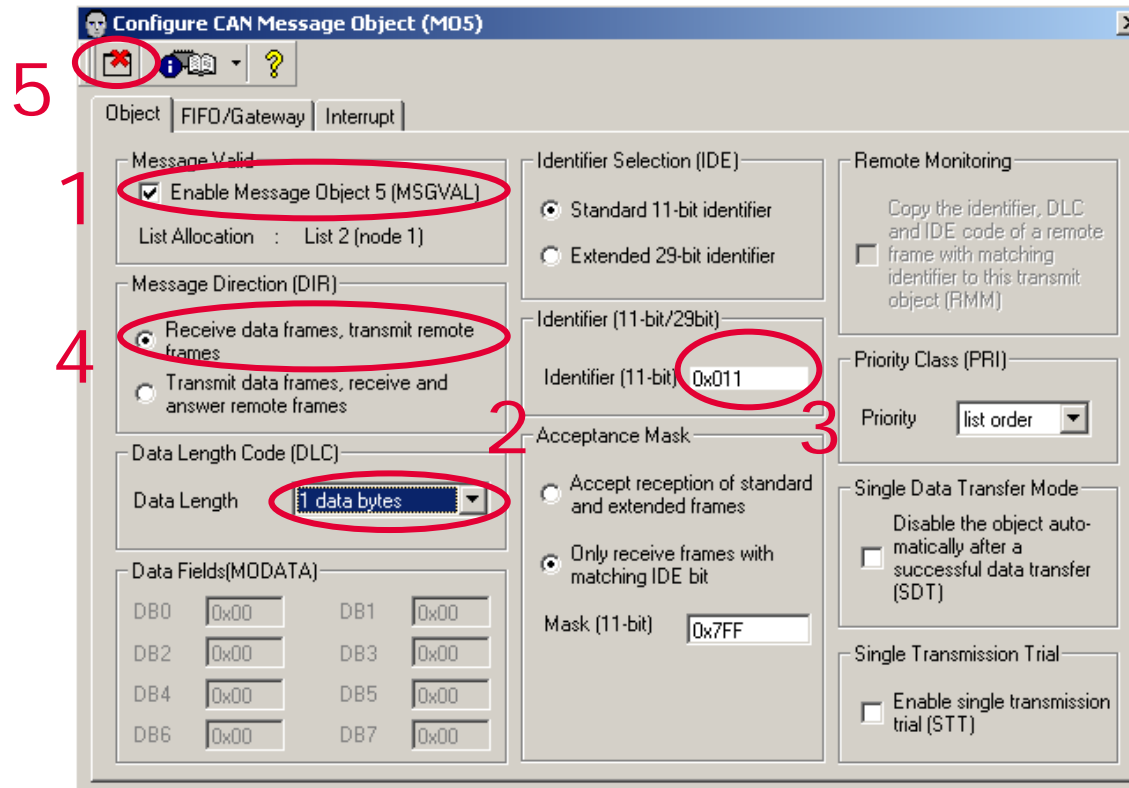 Configure CAN Message Object (MO5)
5
Object
FIFO/Gateway
Interrupt
1
Message Valid
Enable Message Object 5 (MSGVAL)
List Allocation : List 2 (node 1)
Message Direction (DIR)
4
Receive data frames, transmit remote
frames
Transmit data frames, receive and
answer remote frames
2
Data Length Code (DLC)
Data Length 1 data bytes
Data Fields(MODATA)
DB0 0x00 DB1 0x00
DB2 0x00 DB3 0x00
DB4 0x00 DB5 0x00
DB6 0x00 DB7 0x00
Identifier Selection (IDE)
Standard 11-bit identifier
Extended 29-bit identifier
Identifier (11-bit/29bit)
Identifier (11-bit) 0x011
3
Acceptance Mask
Accept reception of standard
and extended frames
Only receive frames with
matching IDE bit
Mask (11-bit) 0x7FF
Remote Monitoring
Copy the identifier, DLC
and IDE code of a remote
frame with matching
identifier to this transmit
object (RMM)
Priority Class (PRI)
Priority list order
Single Data Transfer Mode
Disable the object auto-
matically after a
successful data transfer
(SDT)
Single Transmission Trial
Enable single transmission
trial (STT)